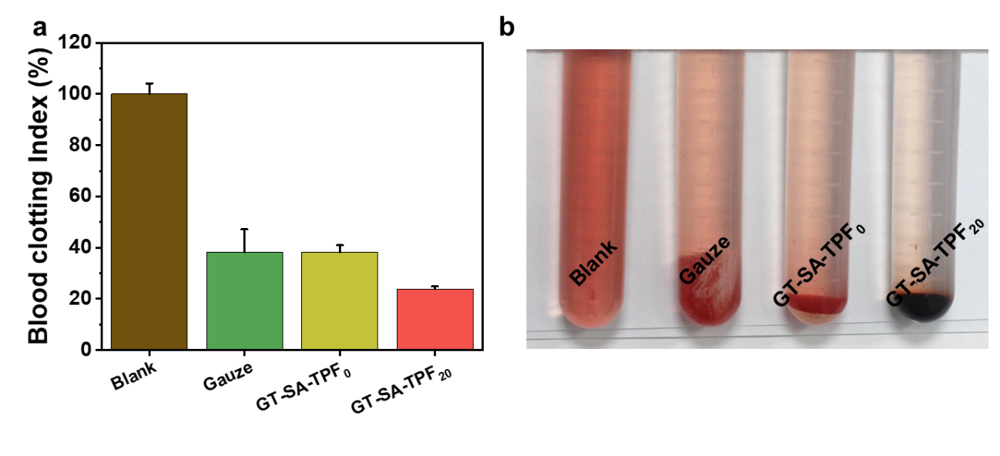 a
Blood clotting Index (%)
120
100
80
60
40
20
0
Blank
Gauze
GT-SA-TPF0
GT-SA-TPF20
b
Blank
Gauze
GT-SA-TPF0
GT-SA-TPF20